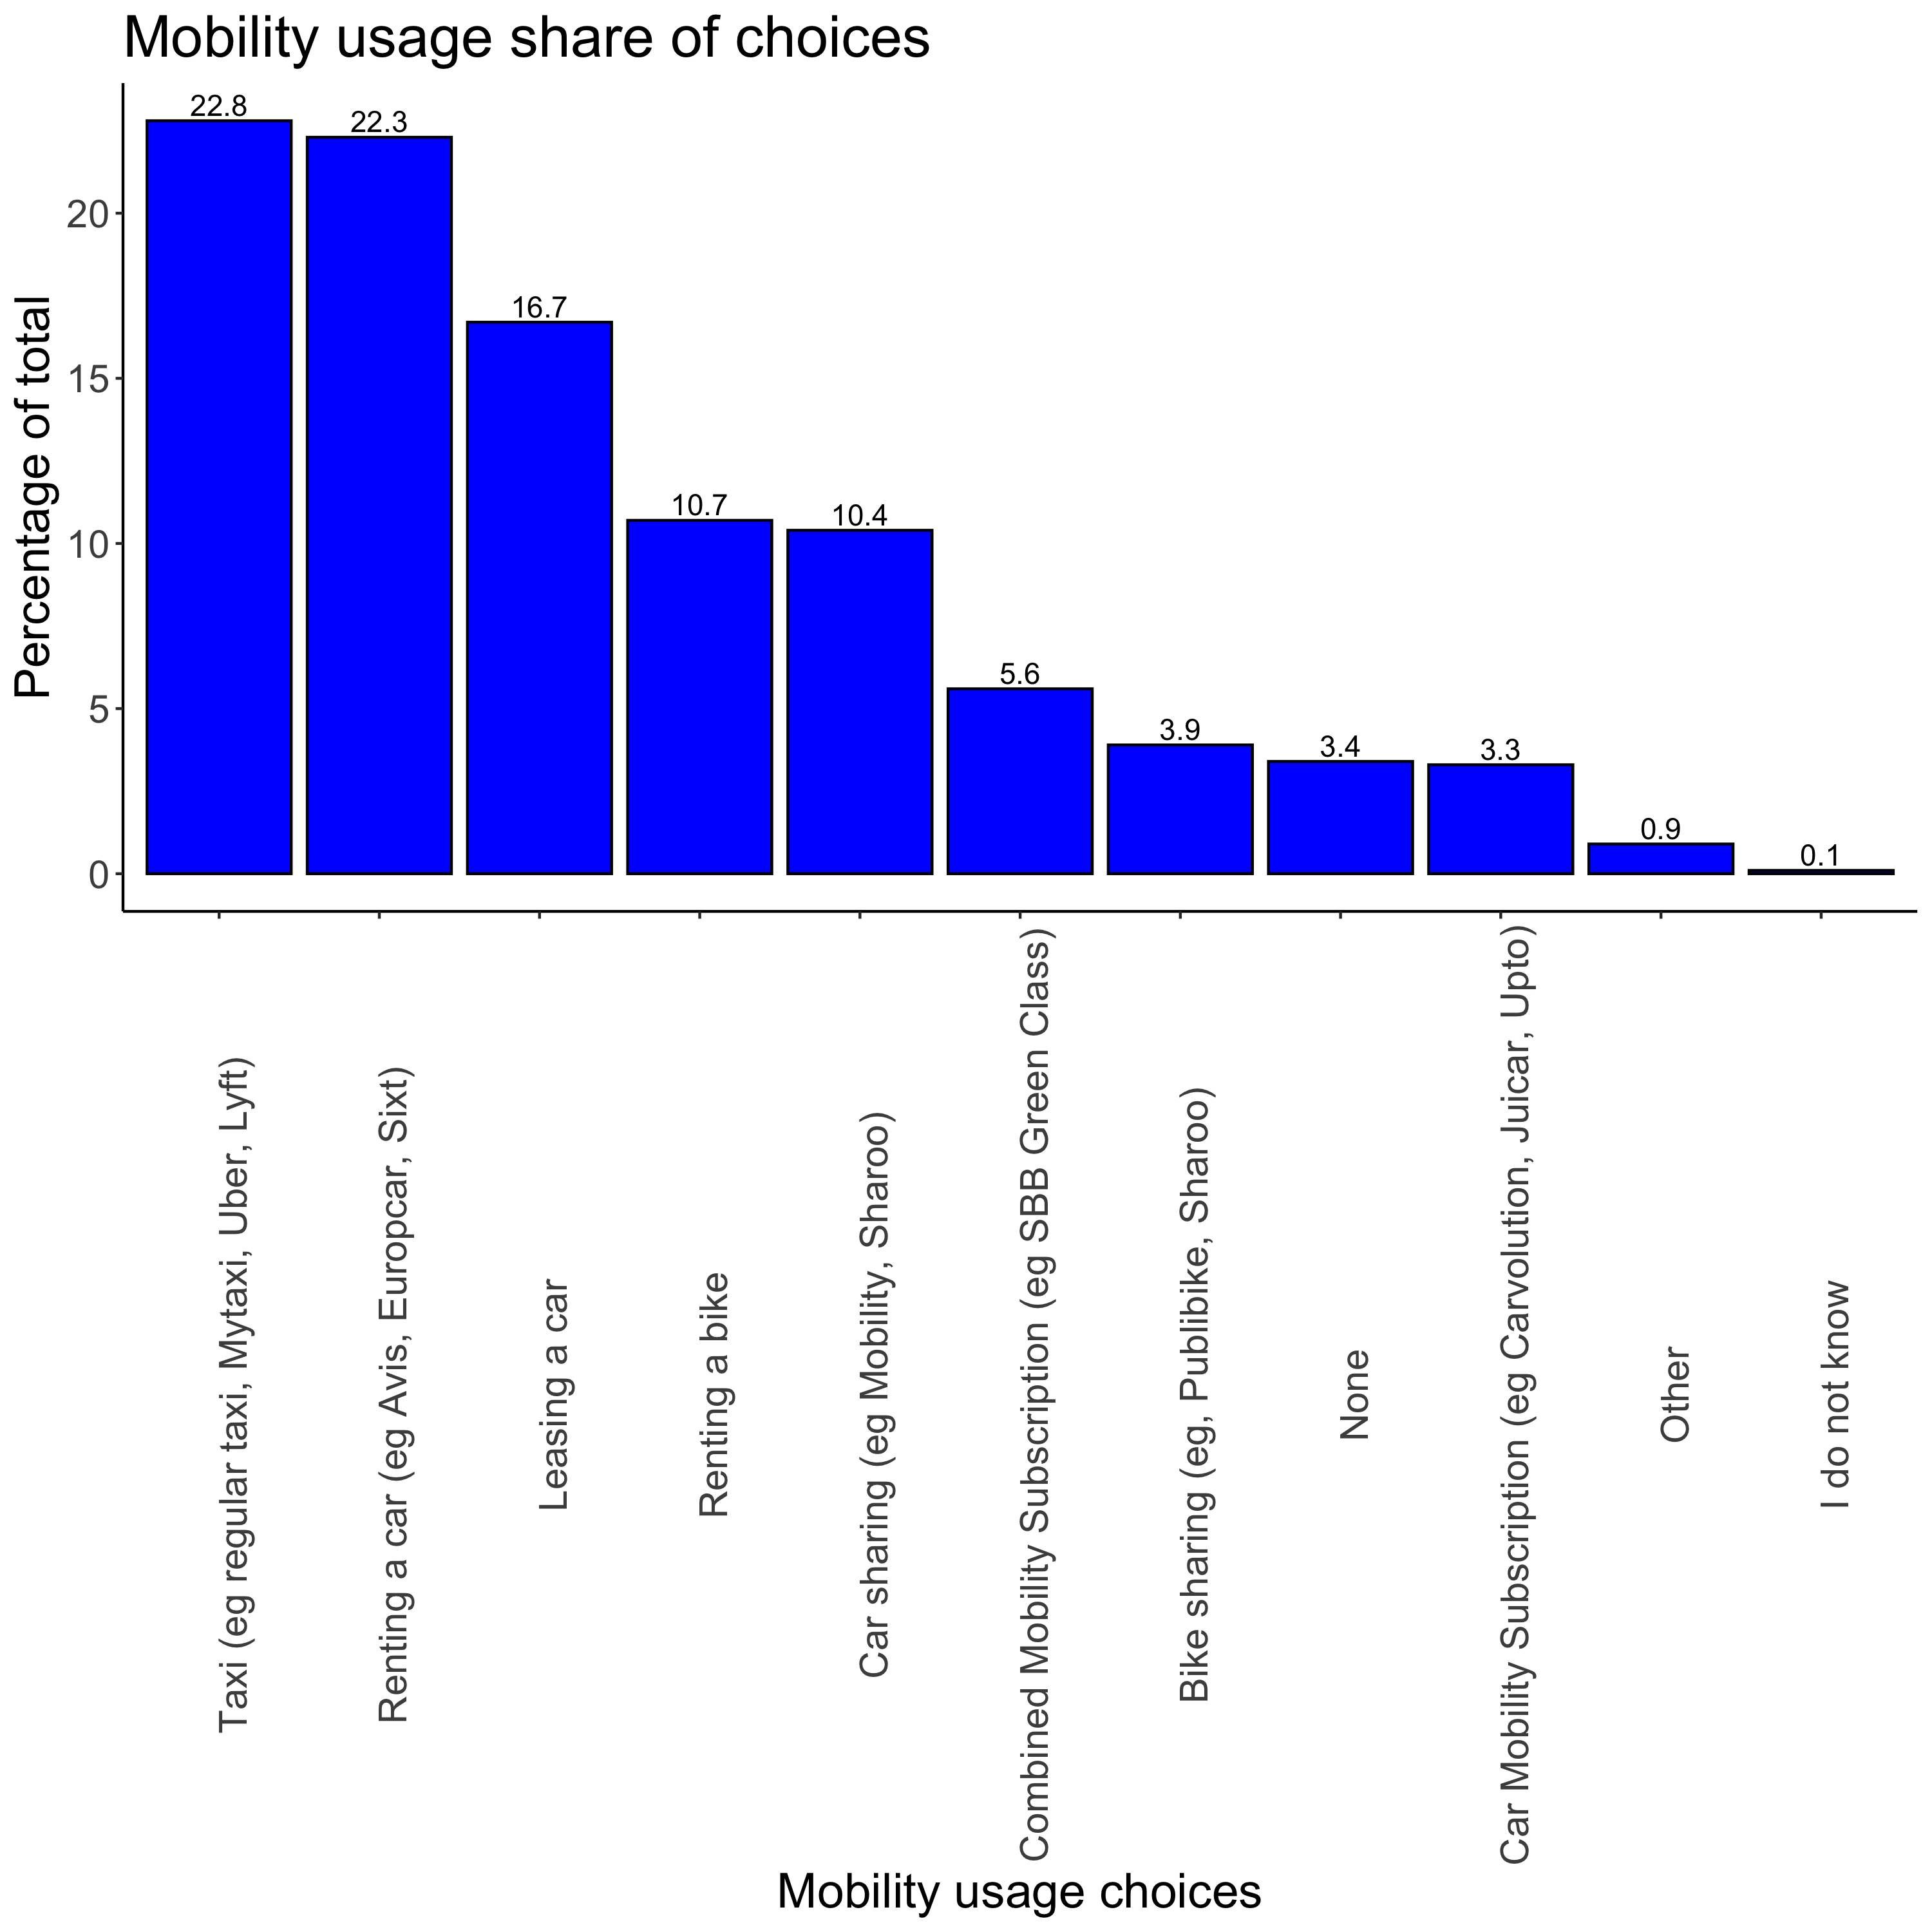 Mobility usage share of choices
Percentage of total
20
15
10
5
0
22.8
22.3
16.7
10.7
10.4
5.6
3.9
3.4
3.3
0.9
0.1
Taxi (eg regular taxi, Mytaxi, Uber, Lyft)
Renting a car (eg Avis, Europcar, Sixt)
Leasing a car
Renting a bike
Car sharing (eg Mobility, Sharoo)
Combined Mobility Subscription (eg SBB Green Class)
Bike sharing (eg, Publibike, Sharoo)
None
Car Mobility Subscription (eg Carvolution, Juicar, Upto)
Other
I do not know
Mobility usage choices